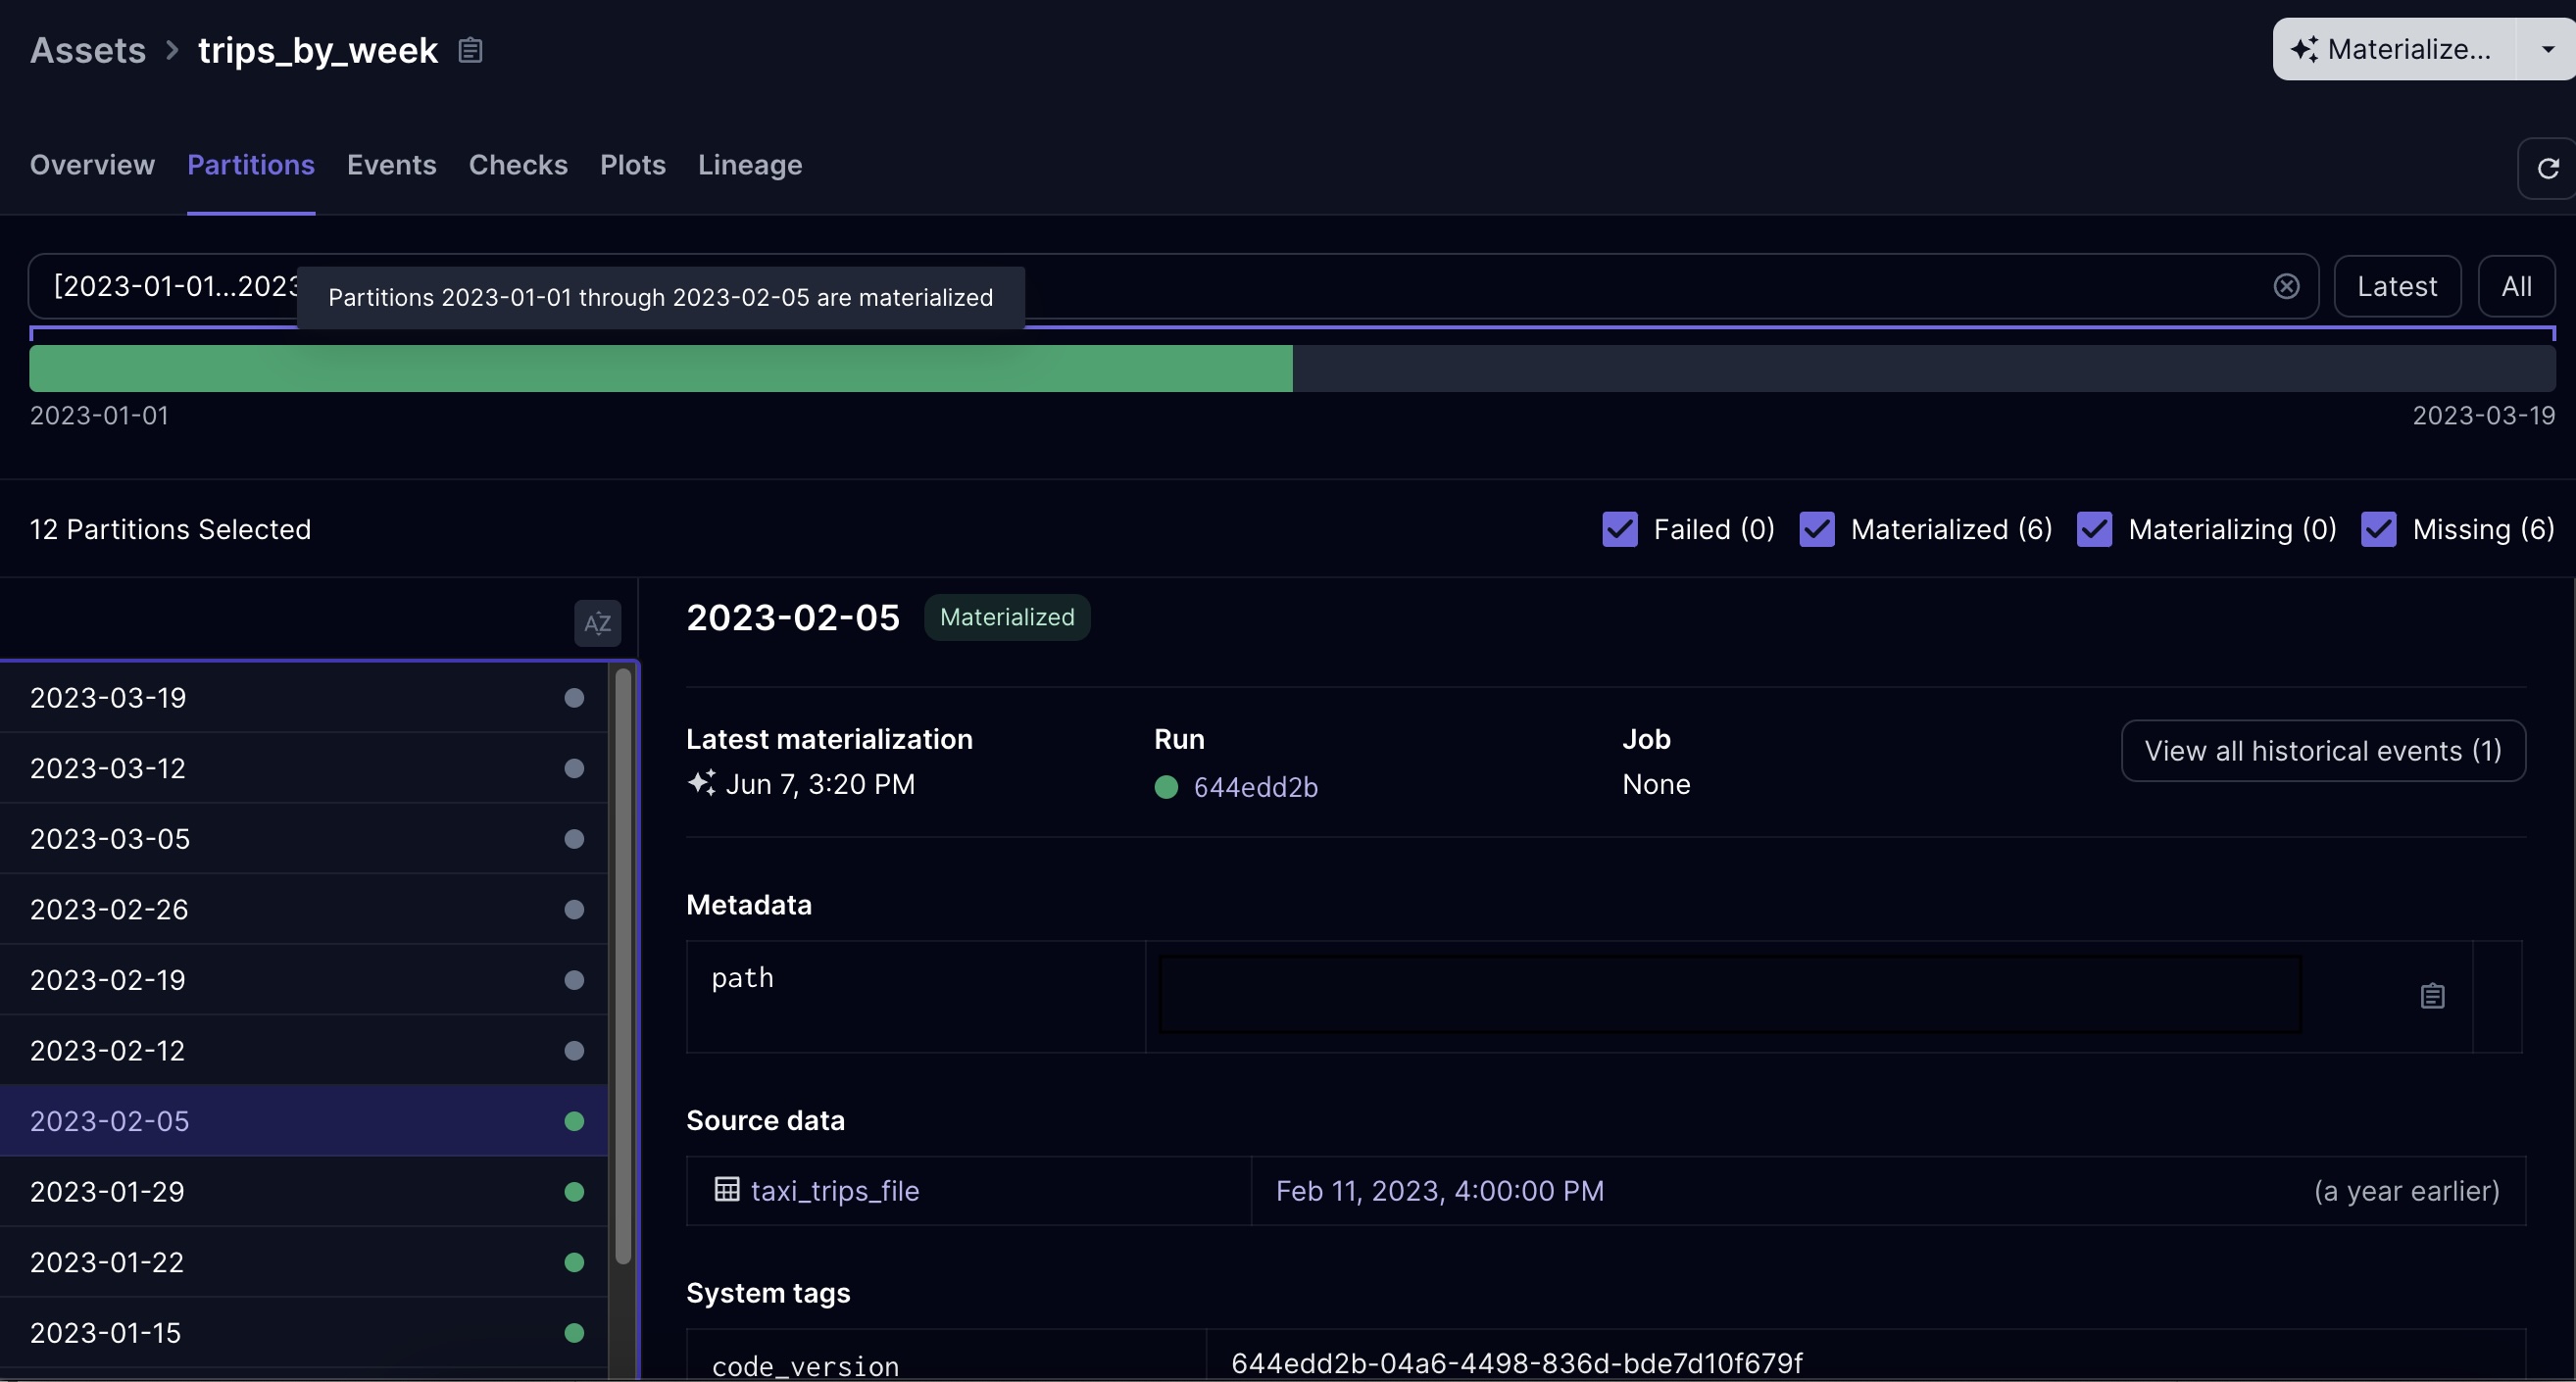 Assets > trips_by_week
Materialize...
Overview Partitions Events Checks Plots Lineage
[2023-01-01...2023
Partitions 2023-01-01 through 2023-02-05 are materialized
Latest All
2023-01-01 2023-03-19
12 Partitions Selected
Failed (0) Materialized (6) Materializing (0) Missing (6)
AZ
2023-03-19
2023-03-12
2023-03-05
2023-02-26
2023-02-19
2023-02-12
2023-02-05
2023-01-29
2023-01-22
2023-01-15
2023-02-05 Materialized
Latest materialization Run Job
Jun 7, 3:20 PM 644edd2b None
View all historical events (1)
Metadata
path
Source data
taxi_trips_file Feb 11, 2023, 4:00:00 PM (a year earlier)
System tags
code_version 644edd2b-04a6-4498-836d-bde7d10f679f